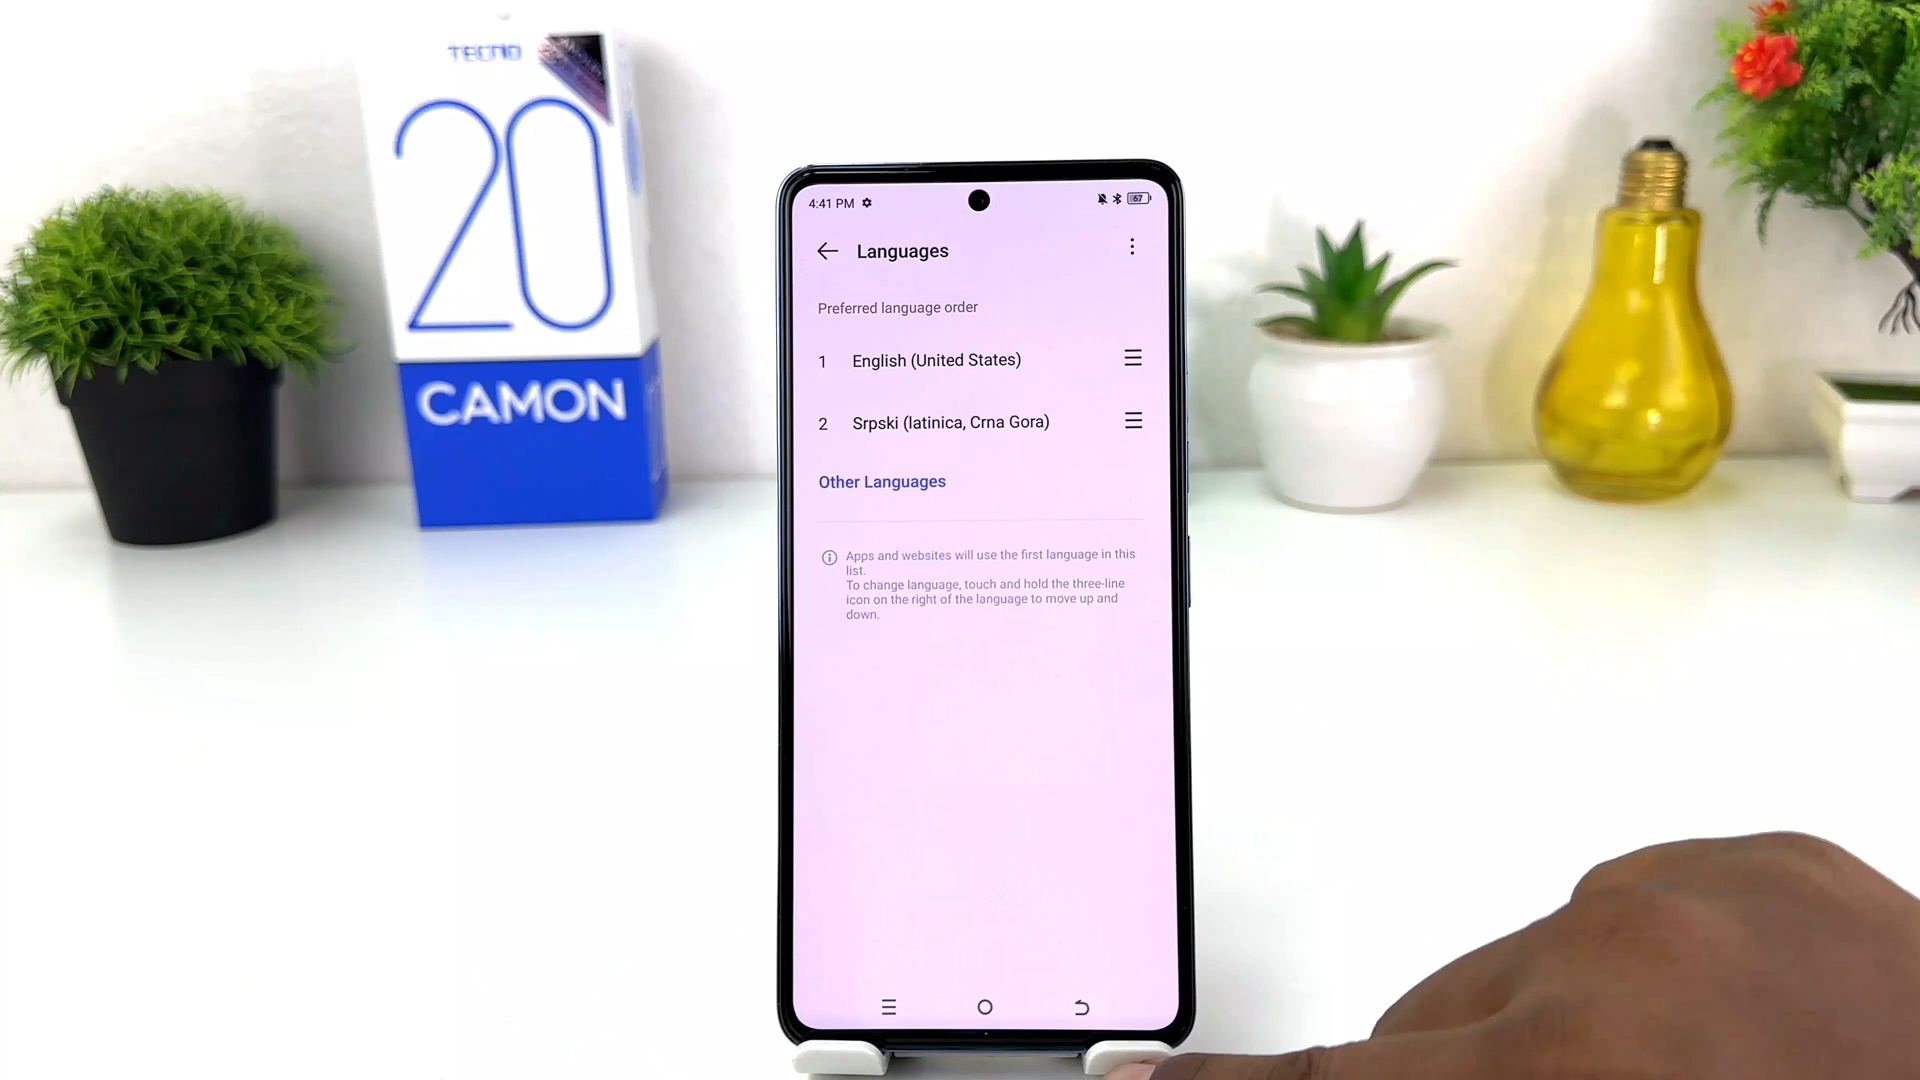 TECNO
20
CAMON
4:41 PM
67
Languages
Preferred language order
1 English (United States)
2 Srpski (latinica, Crna Gora)
Other Languages
Apps and websites will use the first language in this
list.
To change language, touch and hold the three-line
icon on the right of the language to move up and
down.